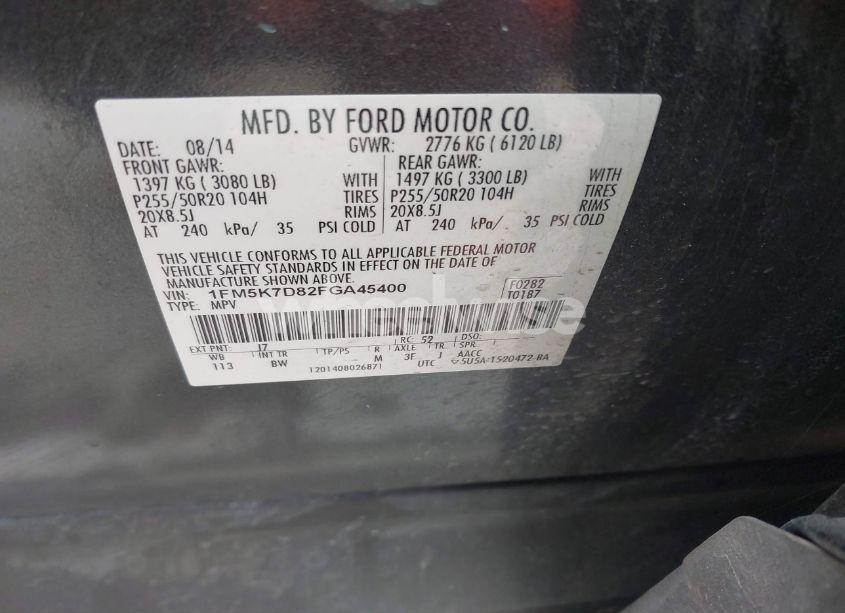 MFD. BY FORD MOTOR CO.
DATE: 08/14 GVWR: 2776 KG ( 6120 LB)
FRONT GAWR: REAR GAWR:
1397 KG ( 3080 LB) WITH 1497 KG ( 3300 LB) WITH
P255/50R20 104H TIRES P255/50R20 104H TIRES
20X8.5J RIMS 20X8.5J RIMS
AT 240 kPa/ 35 PSI COLD AT 240 kPa/ 35 PSI COLD
THIS VEHICLE CONFORMS TO ALL APPLICABLE FEDERAL MOTOR
VEHICLE SAFETY STANDARDS IN EFFECT ON THE DATE OF
MANUFACTURE SHOWN ABOVE.
VIN: 1FM5K7D82FGA45400 F0282
TYPE: MPV T01B7
EXT PNT: J7 RC: 52 DSO:
WB INT TR TP/PS R AXLE TR SPR
113 BW M 3F J AACC
1201408026871 UTC 5U5A-1520472-BA